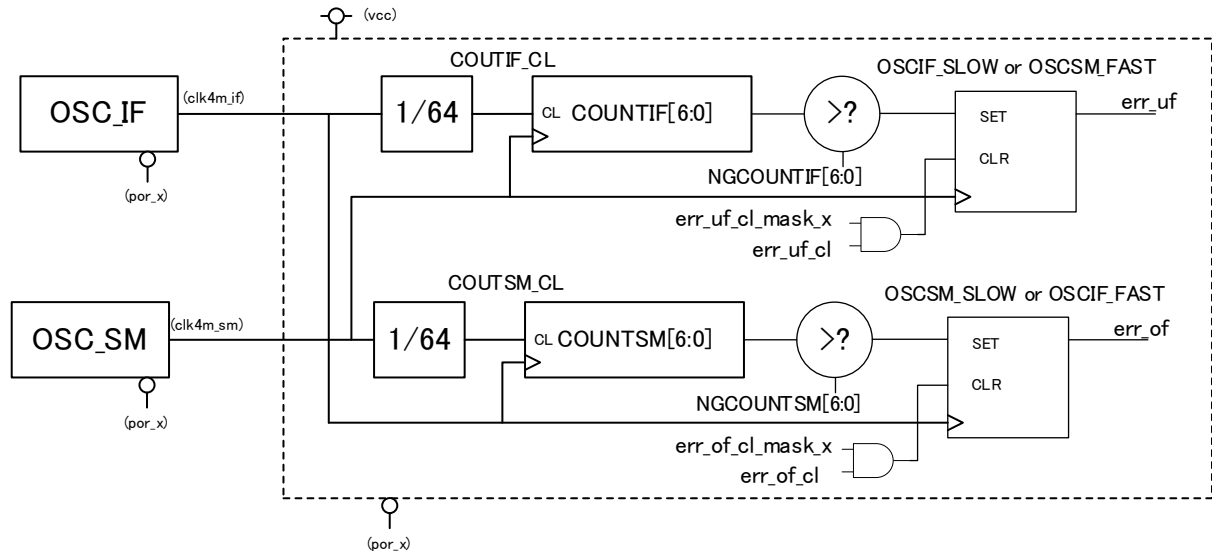 (vcc)
COUTIF_CL
OSCIF_SLOW or OSCSM_FAST
OSC_IF
(clk4m_if)
1/64
CL COUNTIF[6:0]
>?
SET
CLR
err_uf
(por_x)
NGCOUNTIF[6:0]
err_uf_cl_mask_x
err_uf_cl
COUTSM_CL
OSCSM_SLOW or OSCIF_FAST
OSC_SM
(clk4m_sm)
1/64
CL COUNTSM[6:0]
>?
SET
CLR
err_of
(por_x)
NGCOUNTSM[6:0]
err_of_cl_mask_x
err_of_cl
(por_x)